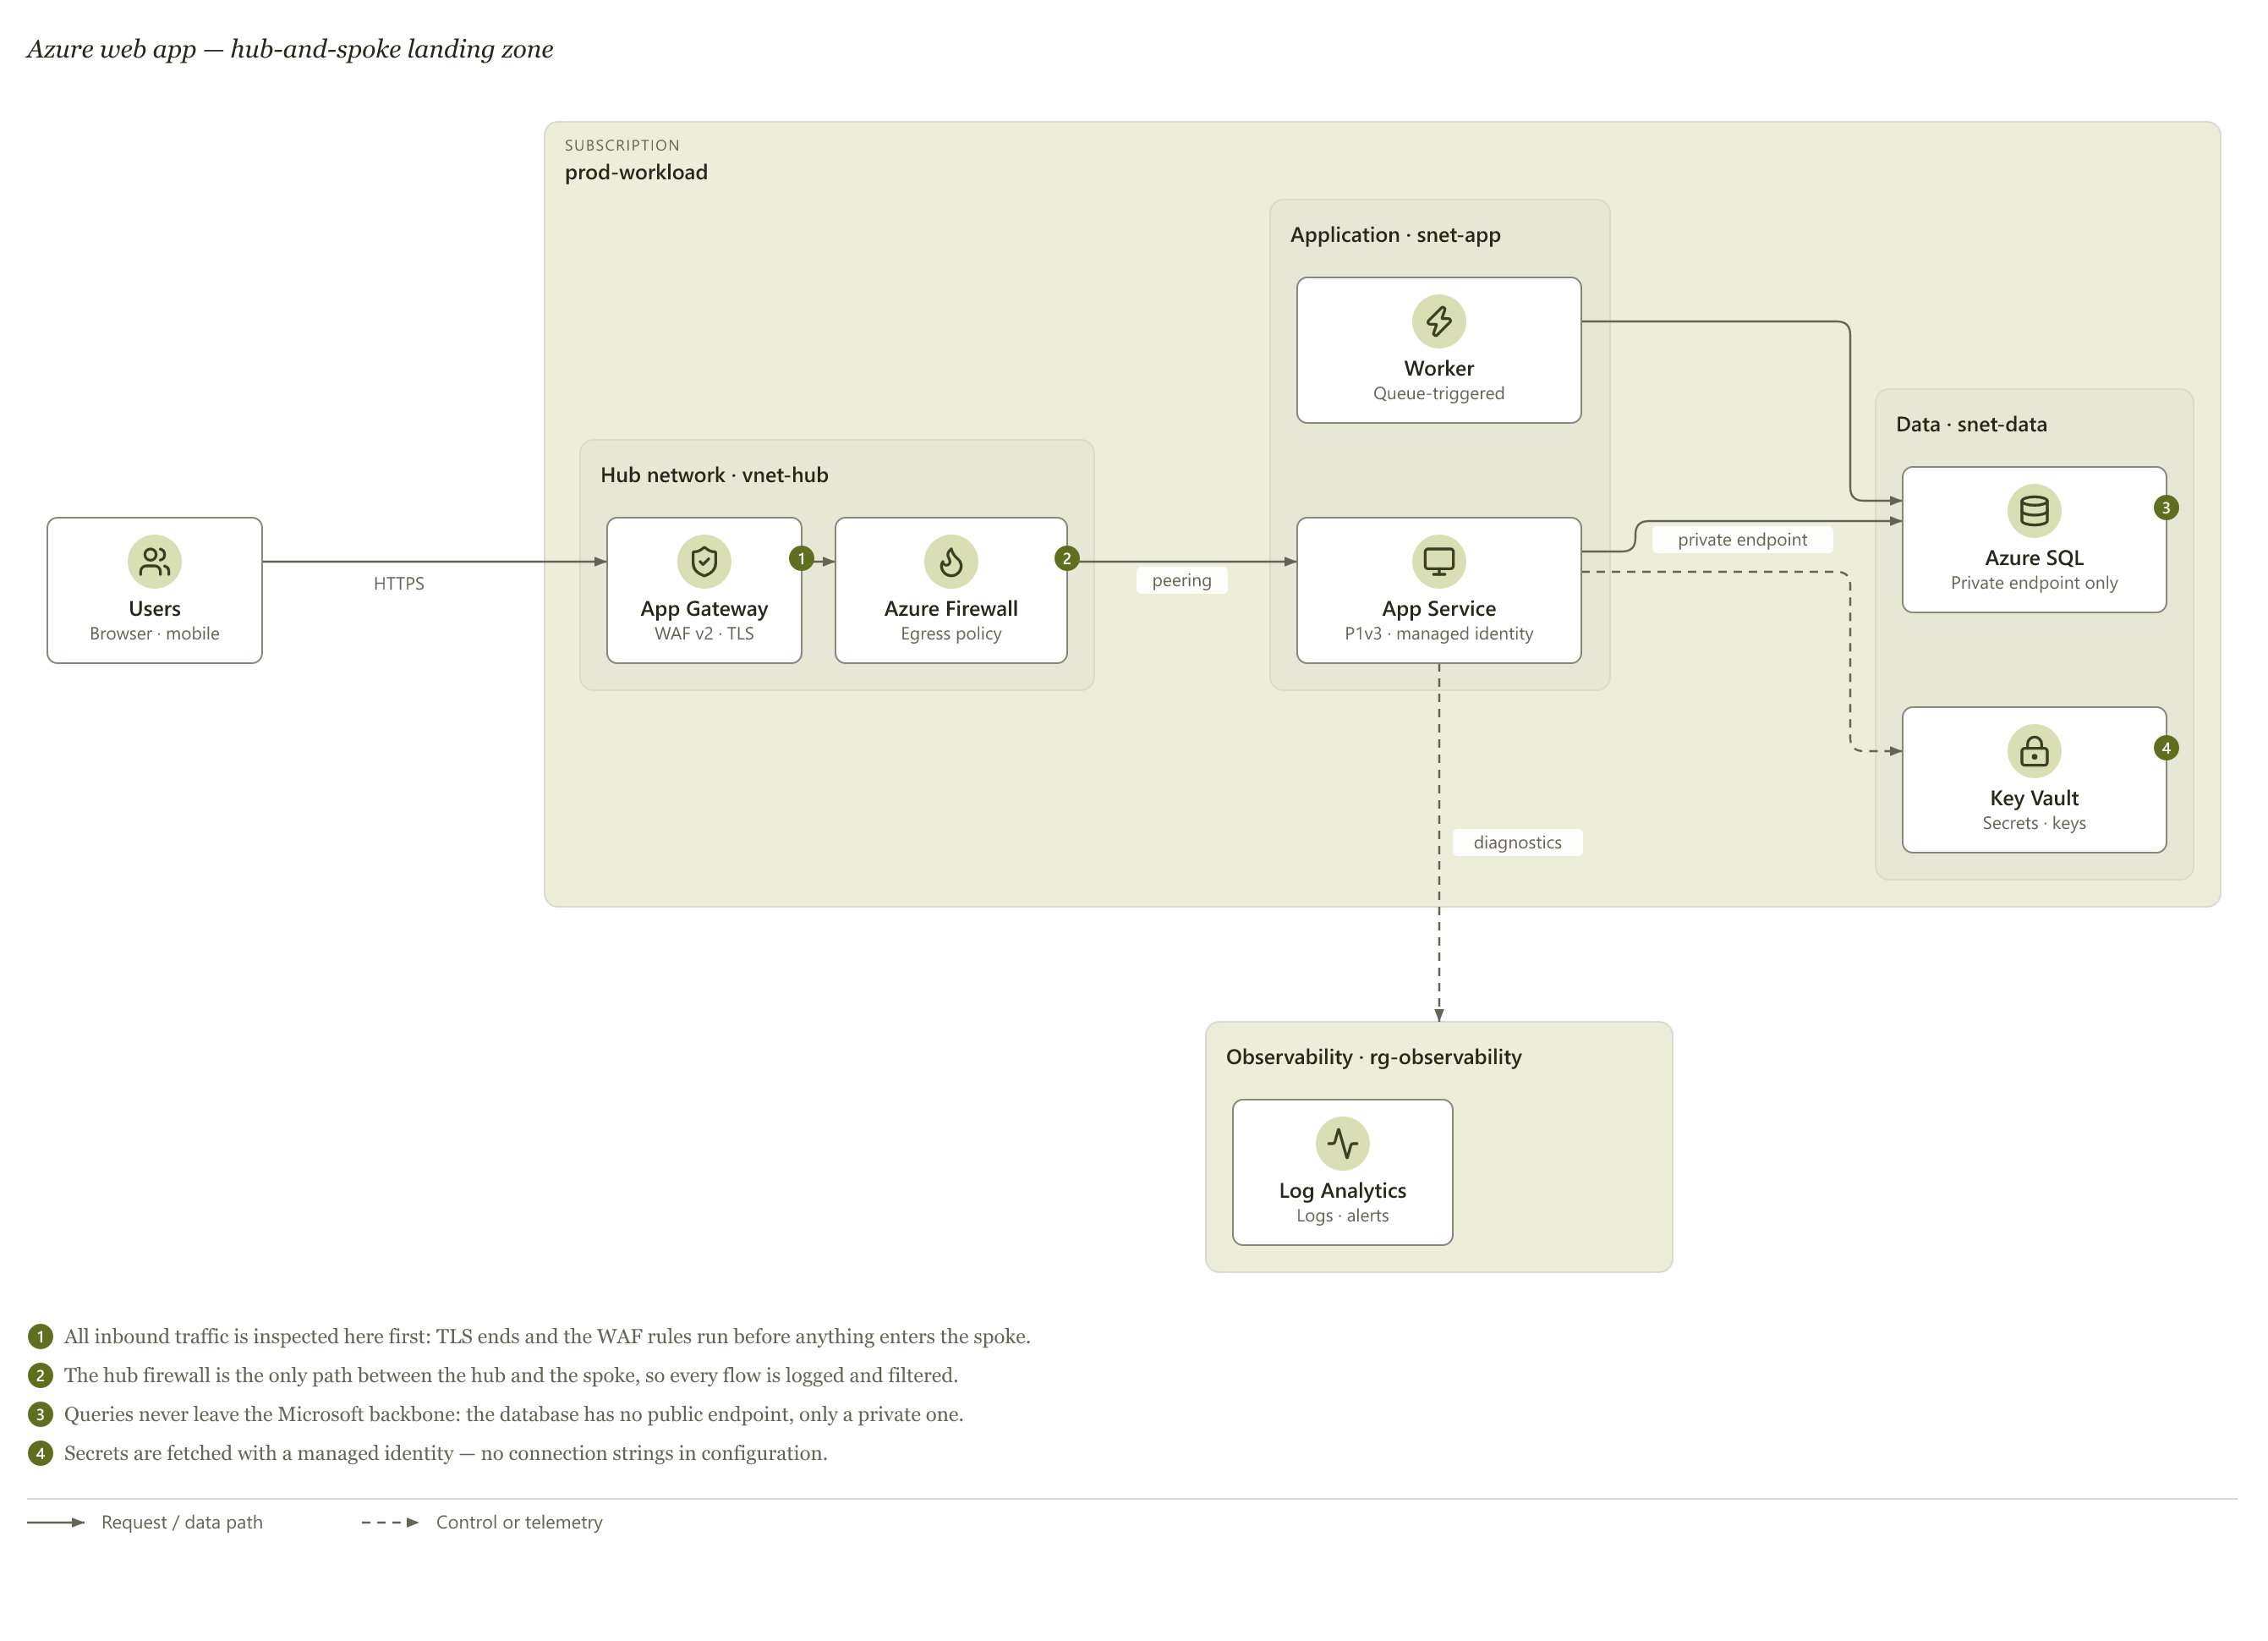 Azure web app — hub-and-spoke landing zone
SUBSCRIPTION
prod-workload
Application · snet-app
Worker
Queue-triggered
Data · snet-data
Hub network · vnet-hub
Users
Browser · mobile
HTTPS
App Gateway
WAF v2 · TLS
1
Azure Firewall
Egress policy
2
peering
App Service
P1v3 · managed identity
private endpoint
Azure SQL
Private endpoint only
3
Key Vault
Secrets · keys
4
diagnostics
Observability · rg-observability
Log Analytics
Logs · alerts
1 All inbound traffic is inspected here first: TLS ends and the WAF rules run before anything enters the spoke.
2 The hub firewall is the only path between the hub and the spoke, so every flow is logged and filtered.
3 Queries never leave the Microsoft backbone: the database has no public endpoint, only a private one.
4 Secrets are fetched with a managed identity — no connection strings in configuration.
Request / data path
Control or telemetry